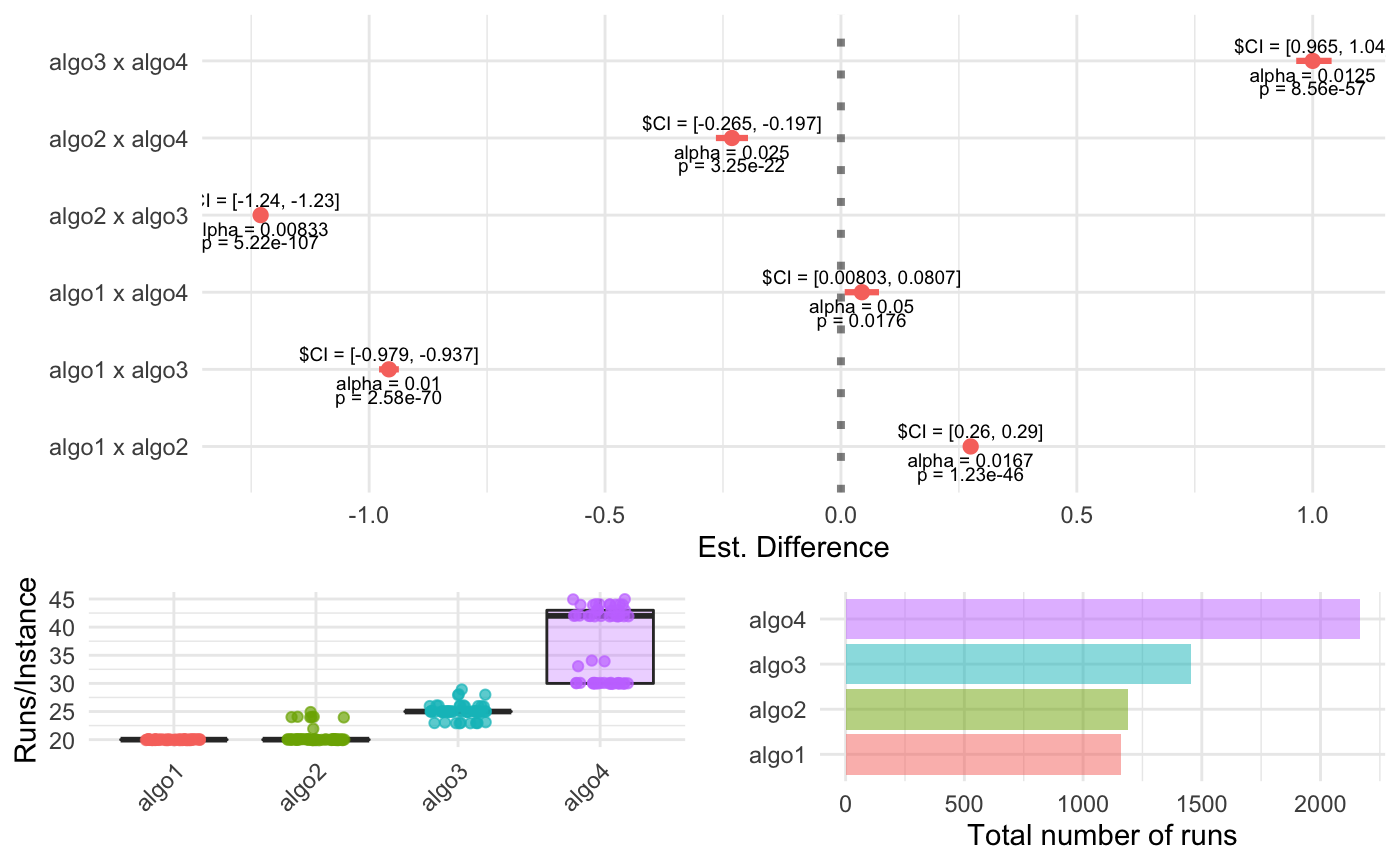 algo3 x algo4
$CI = [0.965, 1.04
alpha = 0.0125
p = 8.56e-57
algo2 x algo4
$CI = [-0.265, -0.197]
alpha = 0.025
p = 3.25e-22
algo2 x algo3
CI = [-1.24, -1.23]
lpha = 0.00833
p = 5.22e-107
algo1 x algo4
$CI = [0.00803, 0.0807]
alpha = 0.05
p = 0.0176
algo1 x algo3
$CI = [-0.979, -0.937]
alpha = 0.01
p = 2.58e-70
algo1 x algo2
$CI = [0.26, 0.29]
alpha = 0.0167
p = 1.23e-46
-1.0 -0.5 0.0 0.5 1.0
Est. Difference
Runs/Instance
45
40
35
30
25
20
algo1 algo2 algo3 algo4
algo4
algo3
algo2
algo1
0 500 1000 1500 2000
Total number of runs